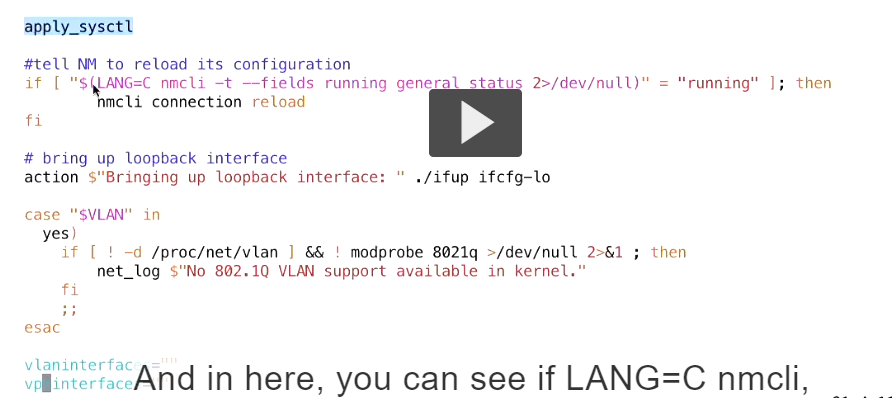 apply_sysctl
#tell NM to reload its configuration
if [ "$(LANG=C nmcli -t --fields running general status 2>/dev/null)" = "running" ]; then
nmcli connection reload
fi
# bring up loopback interface
action $"Bringing up loopback interface: " ./ifup ifcfg-lo
case "$VLAN" in
yes)
if [ ! -d /proc/net/vlan ] && ! modprobe 8021q >/dev/null 2>&1 ; then
net_log $"No 802.1Q VLAN support available in kernel."
fi
;;
esac
vlaninterfaces=""
And in here, you can see if LANG=C nmcli,